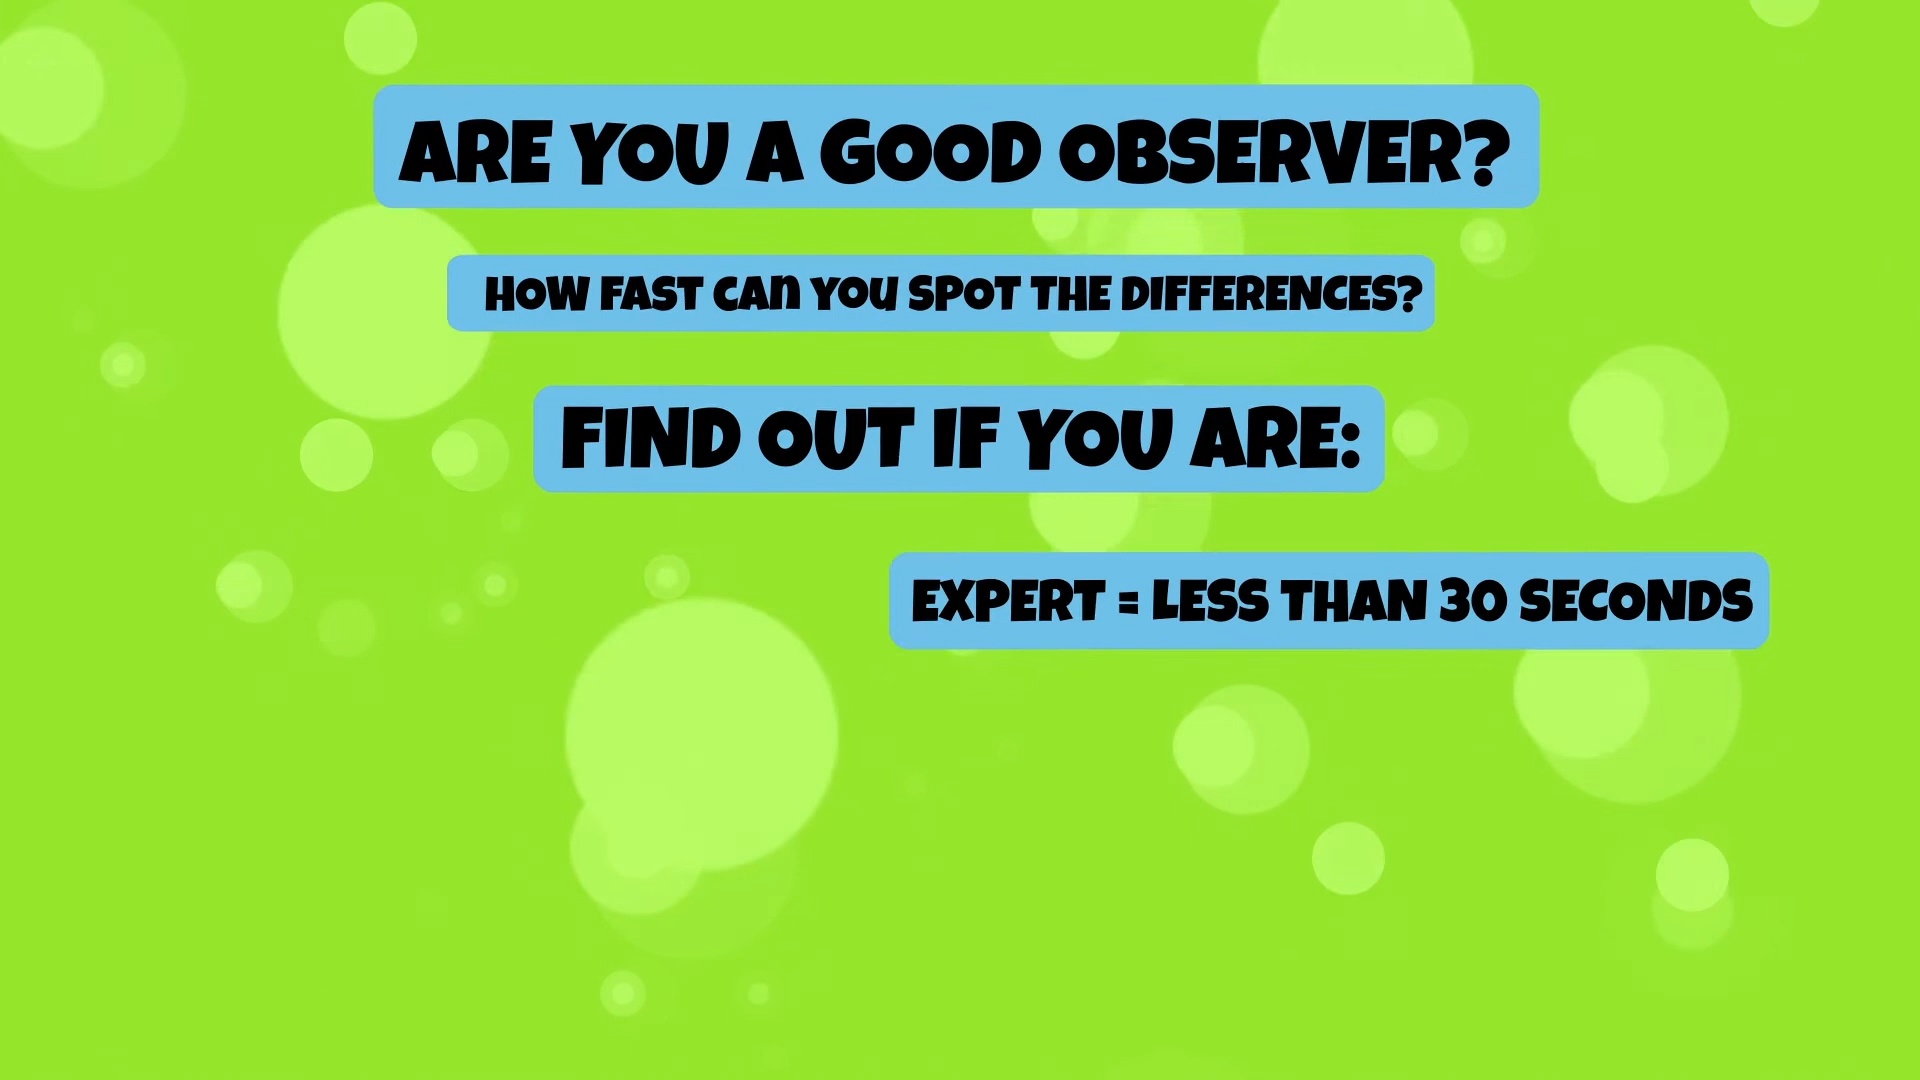 ARE YOU A GOOD OBSERVER?
HOW FAST CAN YOU SPOT THE DIFFERENCES?
FIND OUT IF YOU ARE:
EXPERT = LESS THAN 30 SECONDS